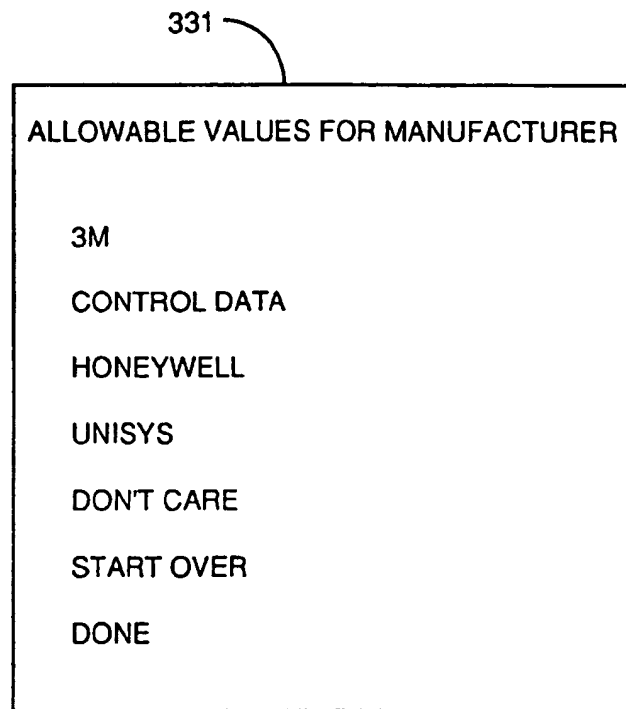 331
ALLOWABLE VALUES FOR MANUFACTURER
3M
CONTROL DATA
HONEYWELL
UNISYS
DON'T CARE
START OVER
DONE